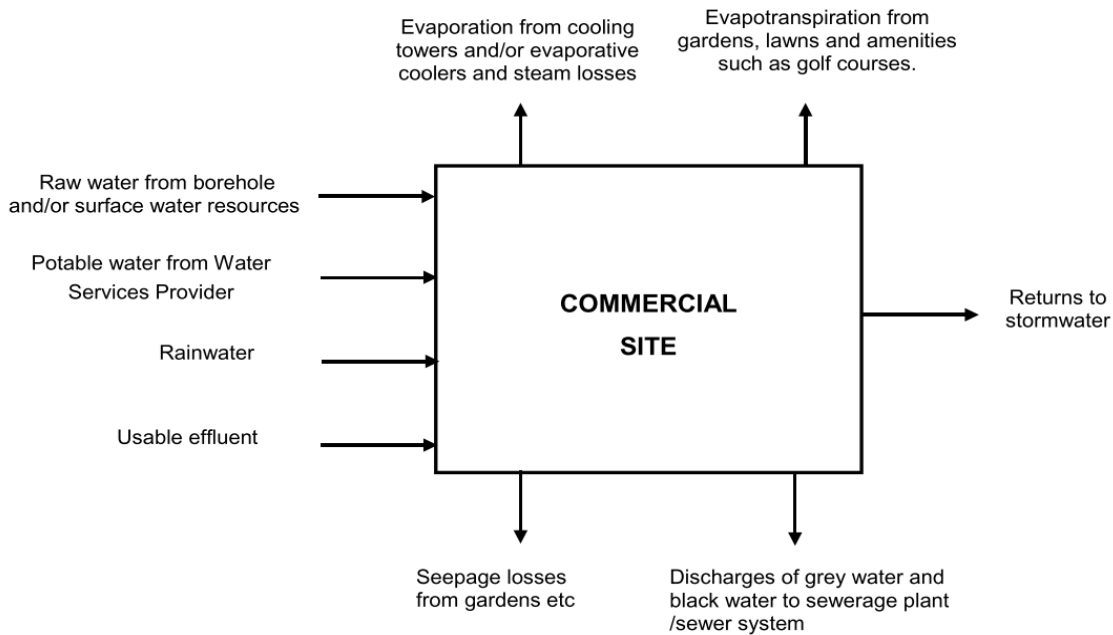 Evaporation from cooling
towers and/or evaporative
coolers and steam losses
Evapotranspiration from
gardens, lawns and amenities
such as golf courses.
Raw water from borehole
and/or surface water resources
Potable water from Water
Services Provider
Rainwater
Usable effluent
COMMERCIAL
SITE
Returns to
stormwater
Seepage losses
from gardens etc
Discharges of grey water and
black water to sewerage plant
/sewer system